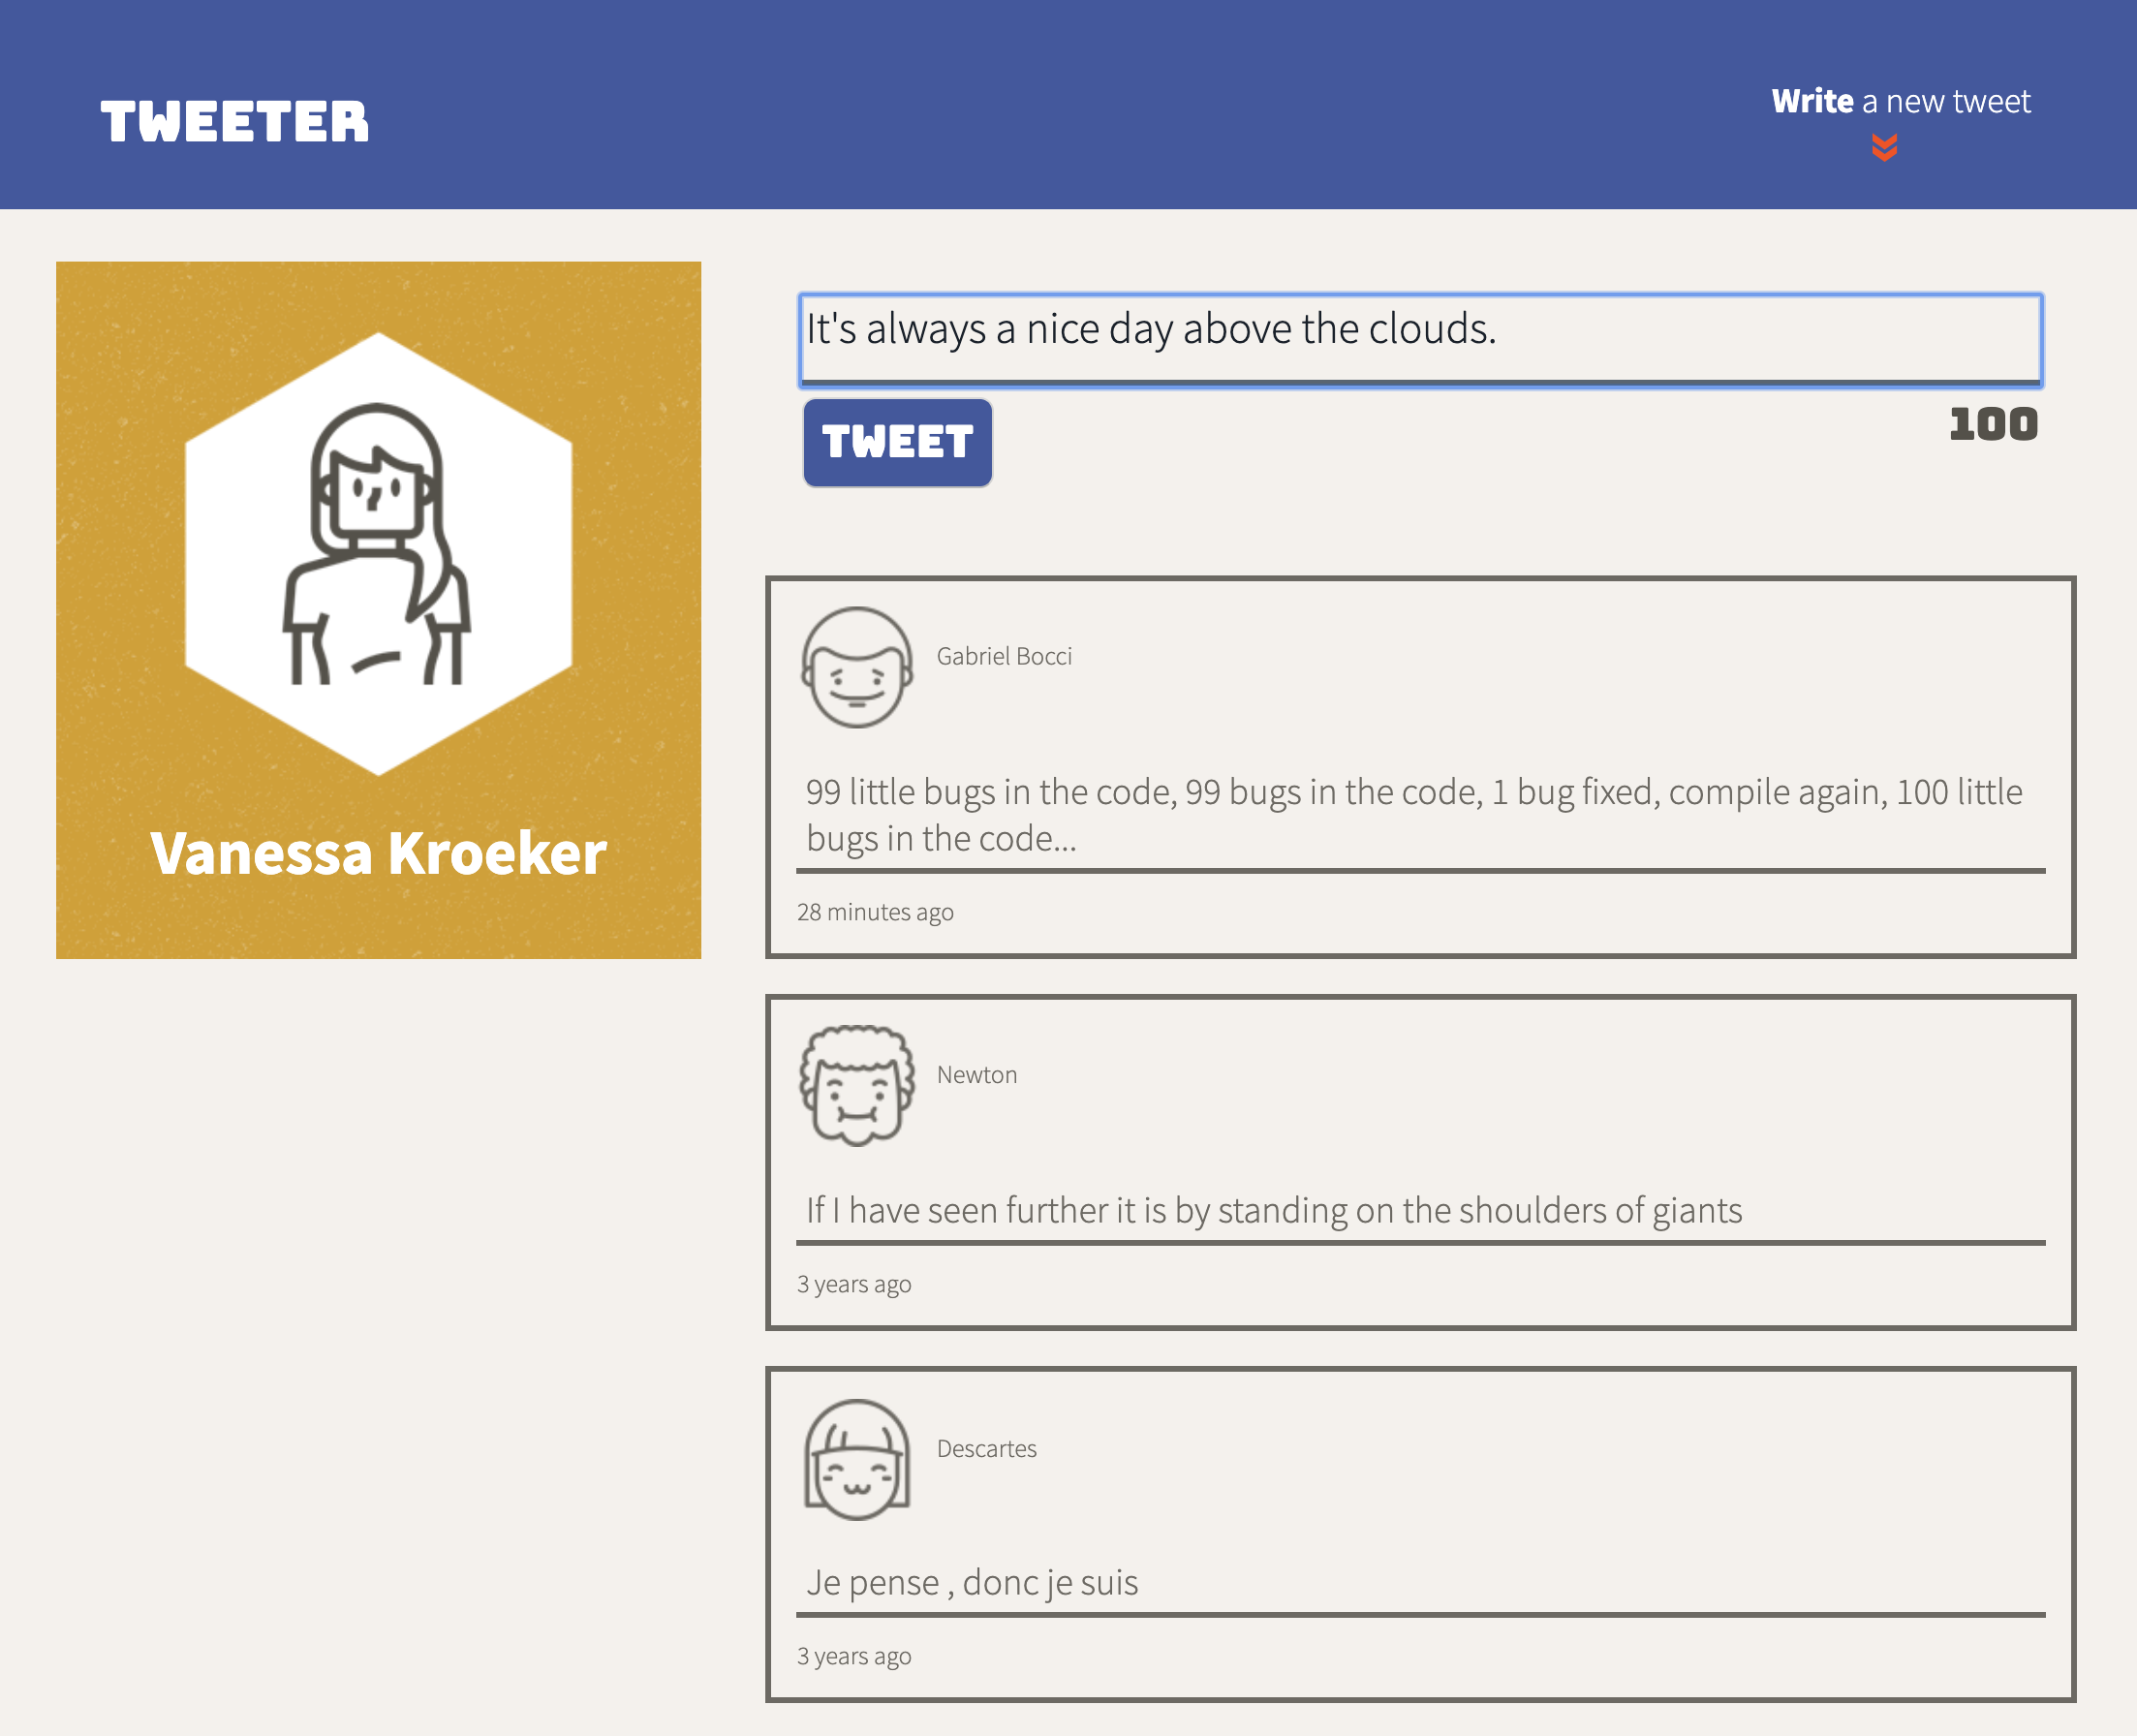 TWEETER
Write a new tweet
Vanessa Kroeker
It's always a nice day above the clouds.
TWEET
100
Gabriel Bocci
99 little bugs in the code, 99 bugs in the code, 1 bug fixed, compile again, 100 little
bugs in the code...
28 minutes ago
Newton
If I have seen further it is by standing on the shoulders of giants
3 years ago
Descartes
Je pense , donc je suis
3 years ago